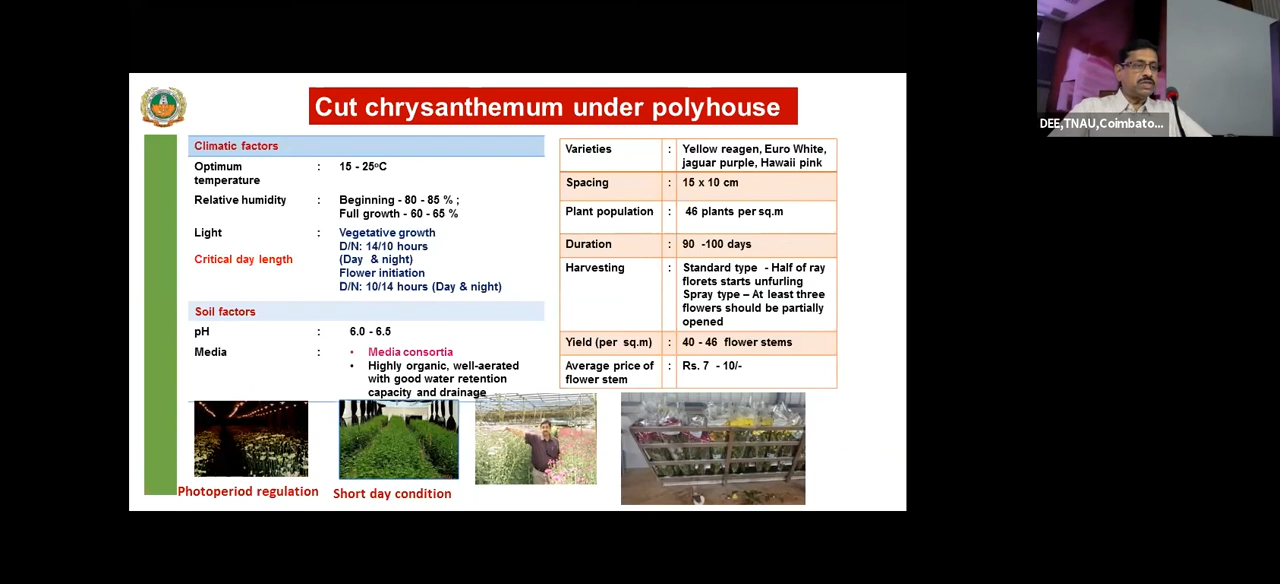 Cut chrysanthemum under polyhouse
Climatic factors
Optimum temperature : 15 - 25°C
Relative humidity : Beginning - 80 - 85 % ;
Full growth - 60 - 65 %
Light : Vegetative growth
D/N: 14/10 hours
Critical day length (Day & night)
Flower initiation
D/N: 10/14 hours (Day & night)
Soil factors
pH : 6.0 - 6.5
Media : • Media consortia
• Highly organic, well-aerated
with good water retention
capacity and drainage
Varieties : Yellow reagen, Euro White,
jaguar purple, Hawaii pink
Spacing : 15 x 10 cm
Plant population : 46 plants per sq.m
Duration : 90 -100 days
Harvesting : Standard type - Half of ray
florets starts unfurling
Spray type – At least three
flowers should be partially
opened
Yield (per sq.m) : 40 - 46 flower stems
Average price of flower stem : Rs. 7 - 10/-
Photoperiod regulation
Short day condition
DEE,TNAU,Coimbato...